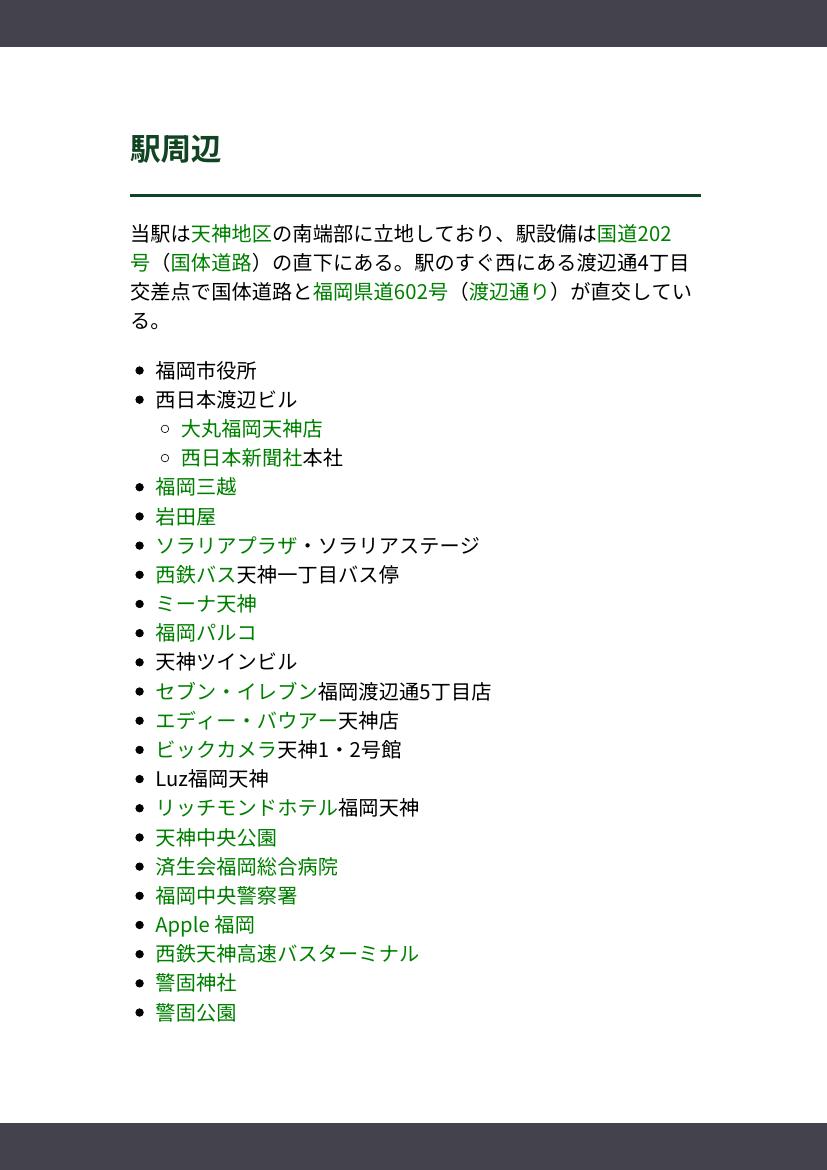 駅周辺
当駅は天神地区の南端部に立地しており、駅設備は国道202
号（国体道路）の直下にある。駅のすぐ西にある渡辺通4丁目
交差点で国体道路と福岡県道602号（渡辺通り）が直交してい
る。
福岡市役所
西日本渡辺ビル
大丸福岡天神店
西日本新聞社本社
福岡三越
岩田屋
ソラリアプラザ・ソラリアステージ
西鉄バス天神一丁目バス停
ミーナ天神
福岡パルコ
天神ツインビル
セブン・イレブン福岡渡辺通5丁目店
エディー・バウアー天神店
ビックカメラ天神1・2号館
Luz福岡天神
リッチモンドホテル福岡天神
天神中央公園
済生会福岡総合病院
福岡中央警察署
Apple 福岡
西鉄天神高速バスターミナル
警固神社
警固公園